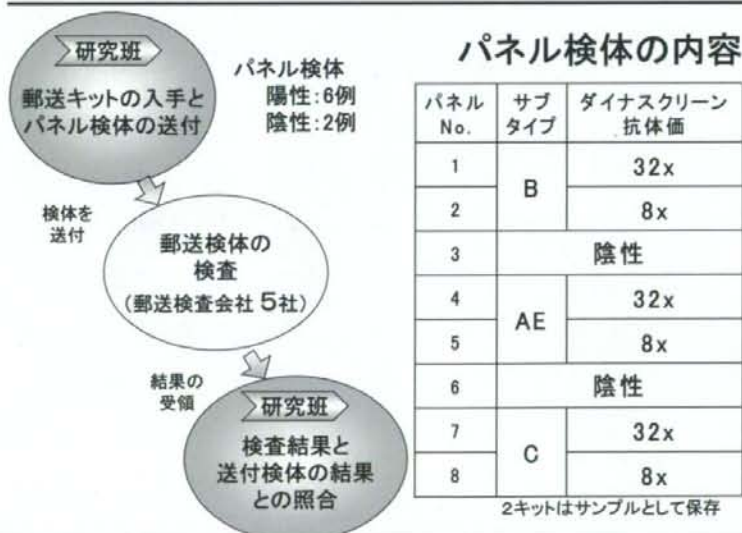 研究班
郵送キットの入手と
パネル検体の送付
パネル検体
陽性:6例
陰性:2例
検体を
送付
郵送検体の
検査
(郵送検査会社 5社)
結果の
受領
研究班
検査結果と
送付検体の結果
との照合
パネル検体の内容
パネル No. サブタイプ ダイナスクリーン抗体価
1 B 32x
2 8x
3 陰性
4 AE 32x
5 8x
6 陰性
7 C 32x
8 8x
2キットはサンプルとして保存